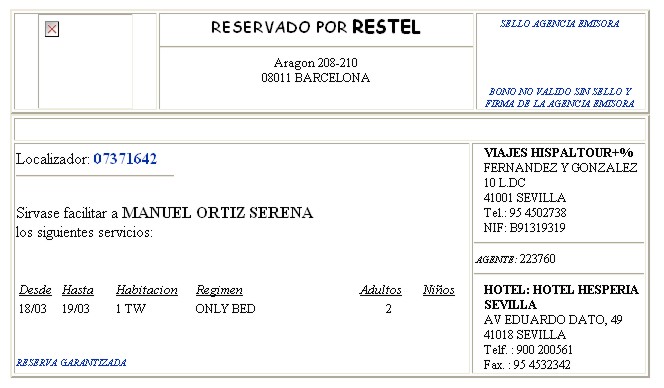 RESERVADO POR RESTEL
Aragon 208-210
08011 BARCELONA
SELLO AGENCIA EMISORA
BONO NO VALIDO SIN SELLO Y
FIRMA DE LA AGENCIA EMISORA
Localizador: 07371642
Sirvase facilitar a MANUEL ORTIZ SERENA
los siguientes servicios:
Desde Hasta Habitacion Regimen Adultos Niños
18/03 19/03 1 TW ONLY BED 2
RESERVA GARANTIZADA
VIAJES HISPALTOUR+%
FERNANDEZ Y GONZALEZ
10 L.DC
41001 SEVILLA
Tel.: 95 4502738
NIF: B91319319
AGENTE: 223760
HOTEL: HOTEL HESPERIA
SEVILLA
AV EDUARDO DATO, 49
41018 SEVILLA
Telf. : 900 200561
Fax. : 95 4532342